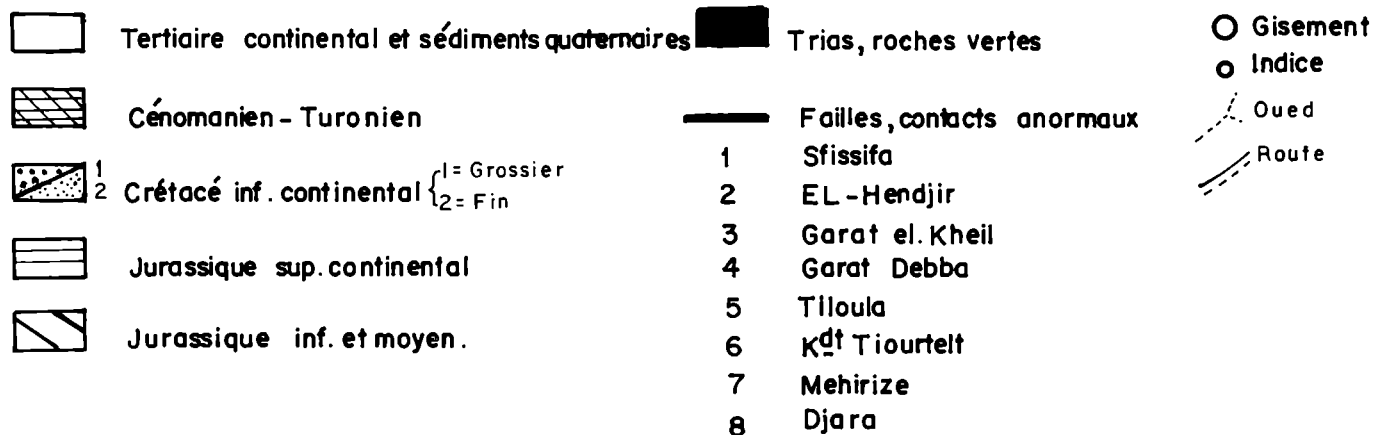 Tertiaire continental et sédiments quaternaires
Cénomanien - Turonien
1
2
Crétacé inf. continental
1 = Grossier
2 = Fin
Jurassique sup. continental
Jurassique inf. et moyen.
Trias, roches vertes
Failles, contacts anormaux
1 Sfissifa
2 EL-Hendjir
3 Garat el. Kheil
4 Garat Debba
5 Tiloula
6 Kdt Tiourtelt
7 Mehirize
8 Djara
Gisement
Indice
Oued
Route